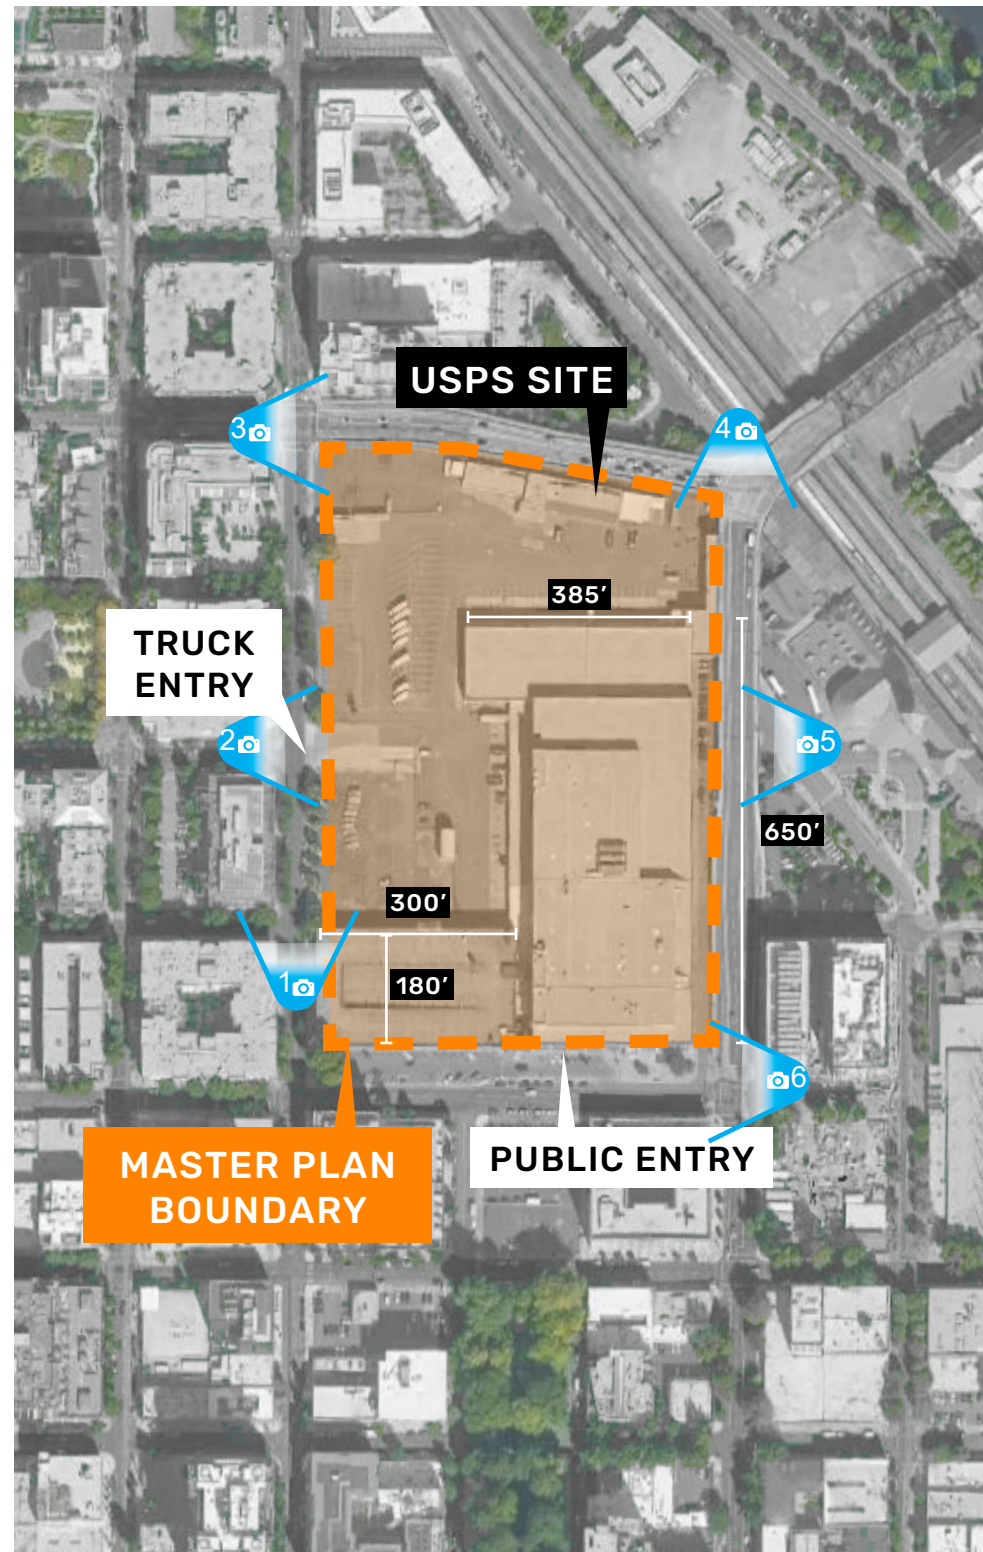 USPS SITE
3
4
385’
TRUCK
ENTRY
2
5
650’
300’
180’
1
6
MASTER PLAN
BOUNDARY
PUBLIC ENTRY